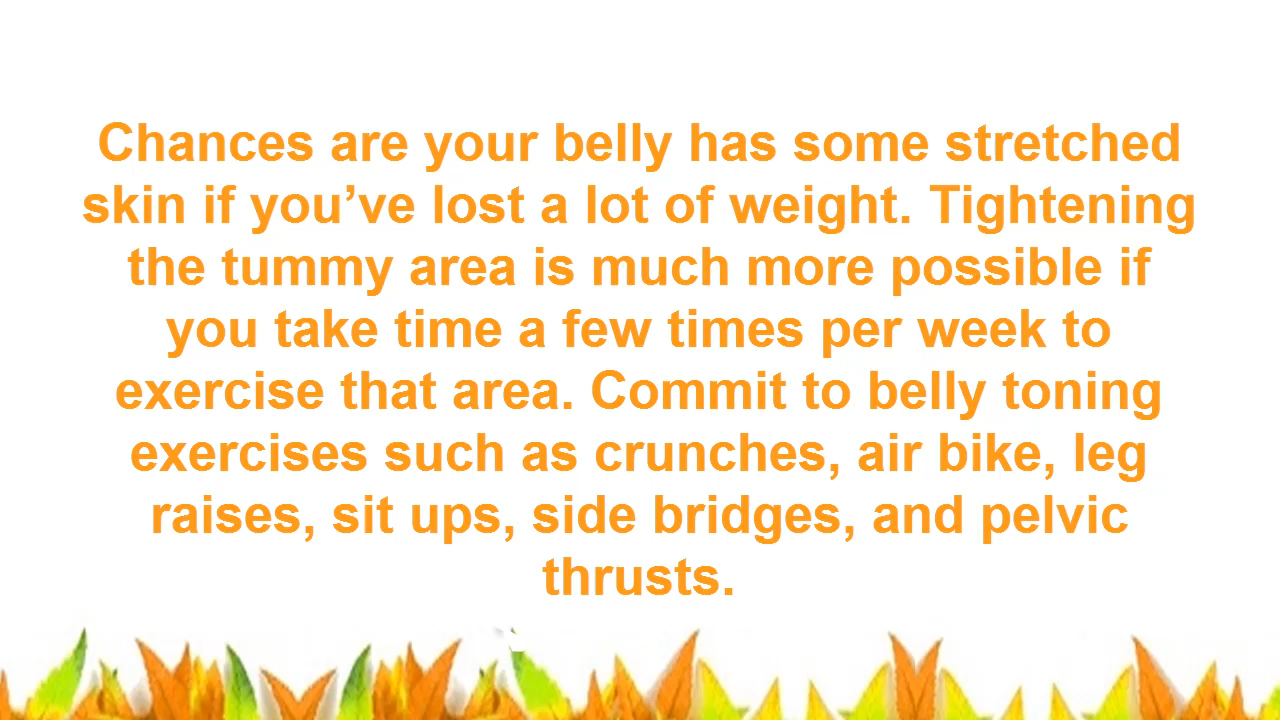 Chances are your belly has some stretched
skin if you’ve lost a lot of weight. Tightening
the tummy area is much more possible if
you take time a few times per week to
exercise that area. Commit to belly toning
exercises such as crunches, air bike, leg
raises, sit ups, side bridges, and pelvic
thrusts.